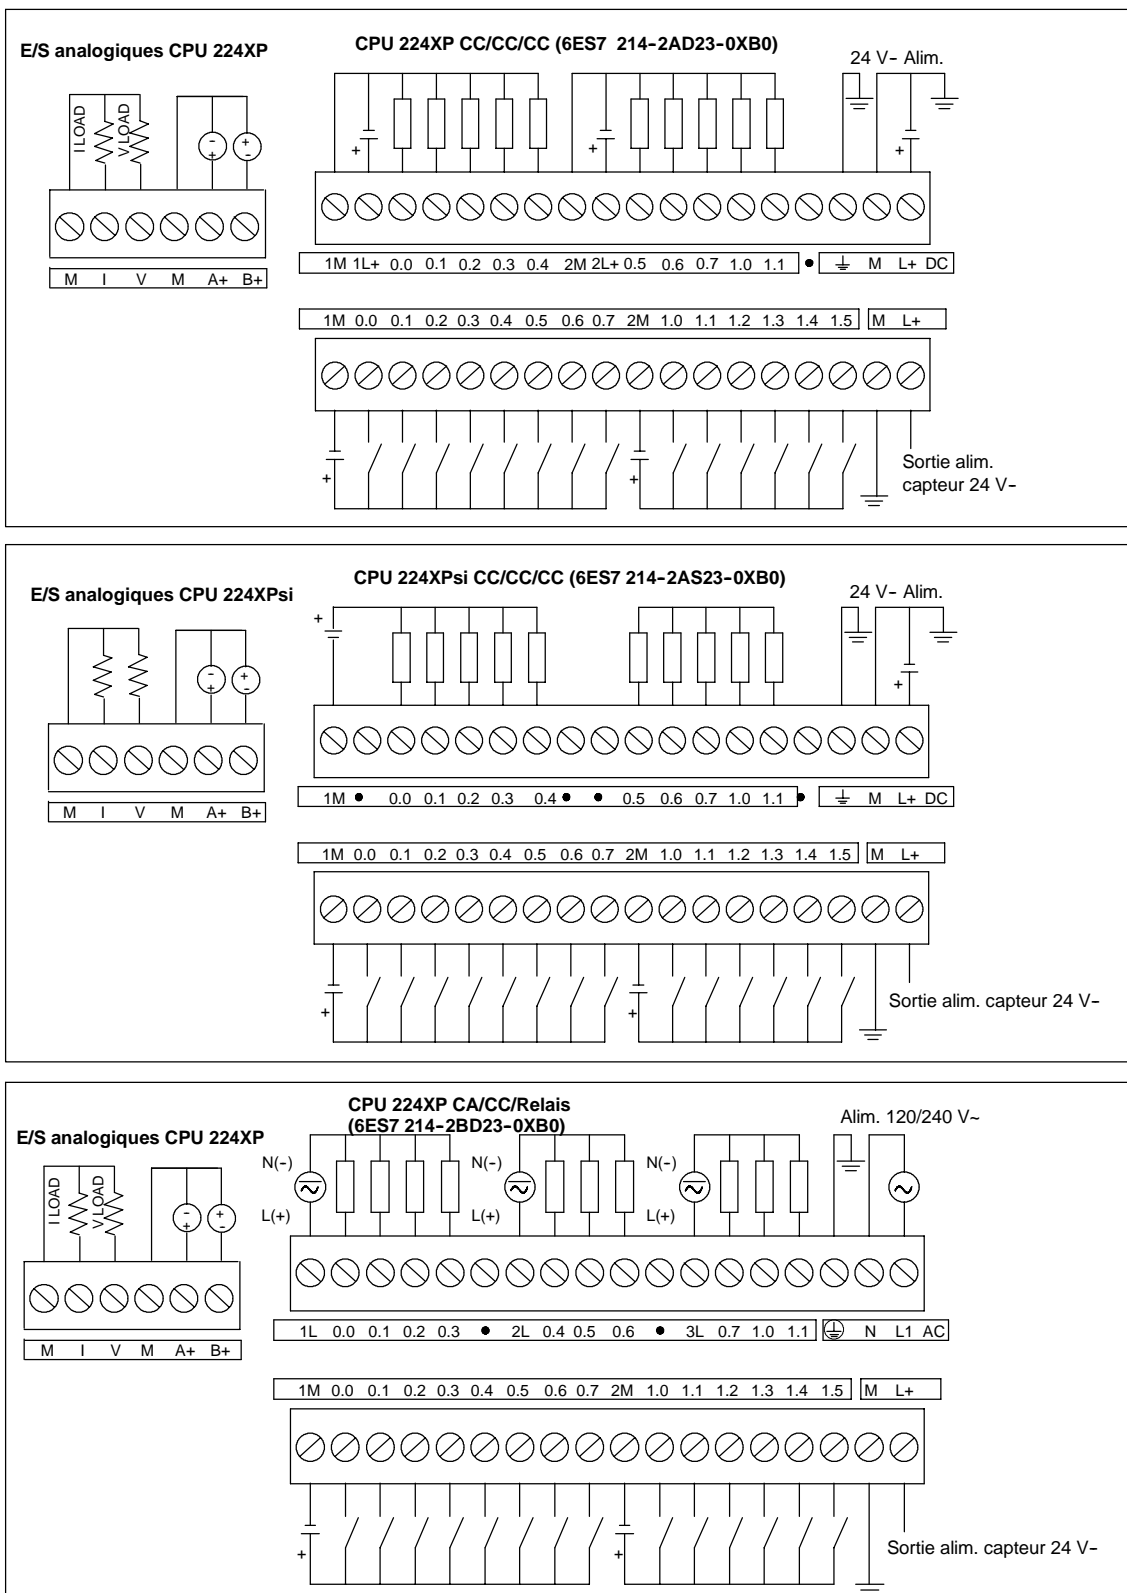 E/S analogiques CPU 224XP
CPU 224XP CC/CC/CC (6ES7 214-2AD23-0XB0)
24 V- Alim.
I LOAD
V LOAD
- + + -
+ + +
M I V M A+ B+
1M 1L+ 0.0 0.1 0.2 0.3 0.4 2M 2L+ 0.5 0.6 0.7 1.0 1.1 • ⏚ M L+ DC
1M 0.0 0.1 0.2 0.3 0.4 0.5 0.6 0.7 2M 1.0 1.1 1.2 1.3 1.4 1.5 M L+
+ +
Sortie alim.
capteur 24 V-
E/S analogiques CPU 224XPsi
CPU 224XPsi CC/CC/CC (6ES7 214-2AS23-0XB0)
24 V- Alim.
+
- + + -
+
M I V M A+ B+
1M • 0.0 0.1 0.2 0.3 0.4 • • 0.5 0.6 0.7 1.0 1.1 • ⏚ M L+ DC
1M 0.0 0.1 0.2 0.3 0.4 0.5 0.6 0.7 2M 1.0 1.1 1.2 1.3 1.4 1.5 M L+
+ +
Sortie alim. capteur 24 V-
E/S analogiques CPU 224XP
CPU 224XP CA/CC/Relais
(6ES7 214-2BD23-0XB0)
Alim. 120/240 V~
I LOAD
V LOAD
- + + -
N(-) N(-) N(-)
L(+) L(+) L(+)
M I V M A+ B+
1L 0.0 0.1 0.2 0.3 • 2L 0.4 0.5 0.6 • 3L 0.7 1.0 1.1 ⏚ N L1 AC
1M 0.0 0.1 0.2 0.3 0.4 0.5 0.6 0.7 2M 1.0 1.1 1.2 1.3 1.4 1.5 M L+
+ +
Sortie alim. capteur 24 V-